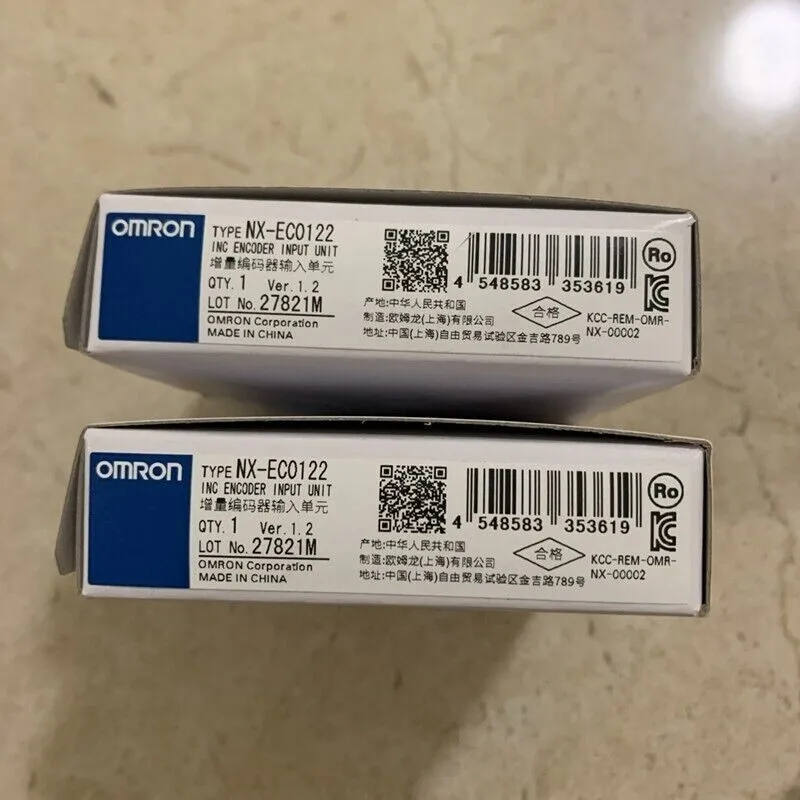 OMRON
TYPE NX-EC0122
INC ENCODER INPUT UNIT
增量编码器输入单元
QTY. 1 Ver. 1.2
LOT No. 27821M
OMRON Corporation
MADE IN CHINA
4 548583 353619
产地:中华人民共和国
制造:欧姆龙(上海)有限公司
地址:中国(上海)自由贸易试验区金吉路789号
合格
Ro
KCC-REM-OMR-
NX-00002
OMRON
TYPE NX-EC0122
INC ENCODER INPUT UNIT
增量编码器输入单元
QTY. 1 Ver. 1.2
LOT No. 27821M
OMRON Corporation
MADE IN CHINA
4 548583 353619
产地:中华人民共和国
制造:欧姆龙(上海)有限公司
地址:中国(上海)自由贸易试验区金吉路789号
合格
Ro
KCC-REM-OMR-
NX-00002